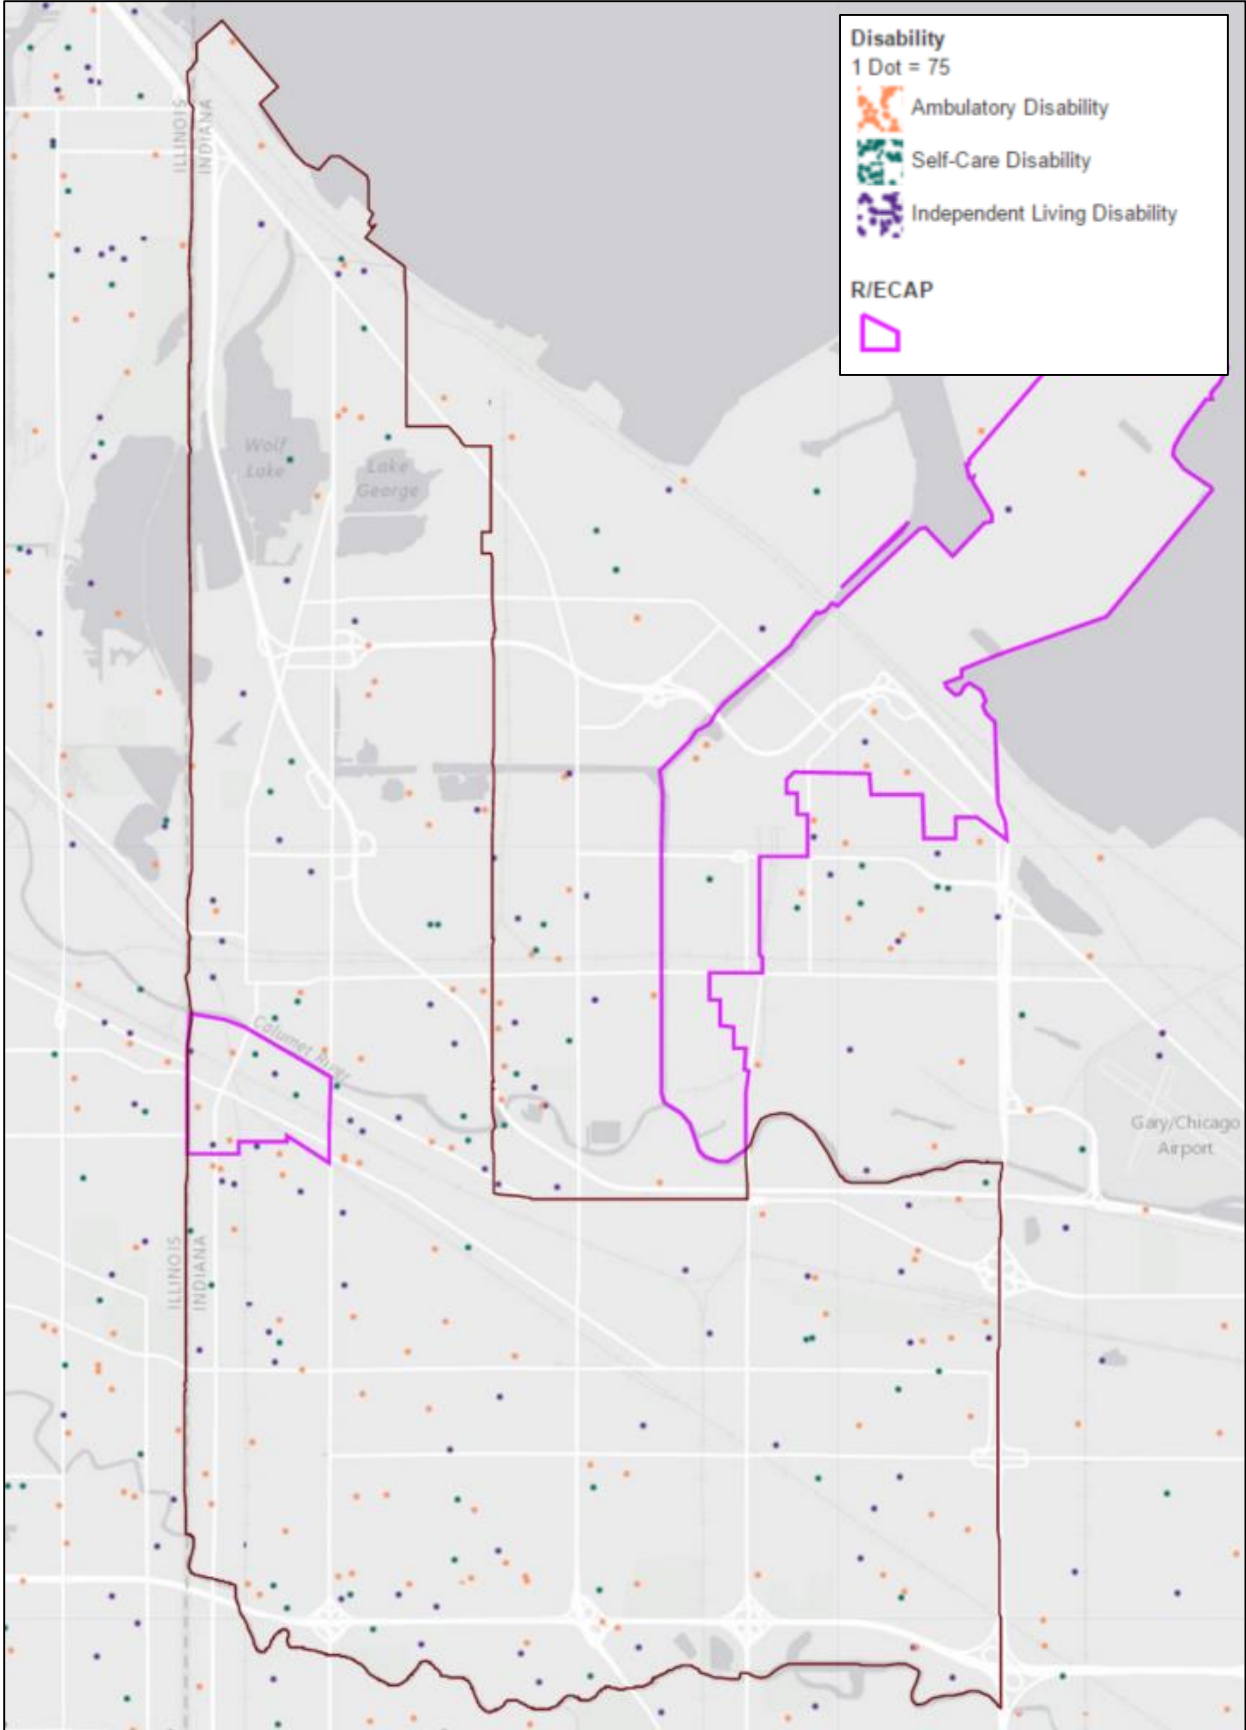 Disability
1 Dot = 75
Ambulatory Disability
Self-Care Disability
Independent Living Disability
R/ECAP
ILLINOIS
INDIANA
Wolf
Lake
Lake
George
Calumet River
Gary/Chicago
Airport
ILLINOIS
INDIANA